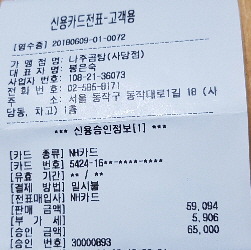 신용카드전표-고객용
[영수증] 20180609-01-0072
가 맹 점 명: 나주곰탕(사당점)
대 표 자 명: 봉은숙
사업자 번호: 108-21-36073
전 화 번 호: 02-585-8171
주 소: 서울 동작구 동작대로1길 18 (사
당동, 차고) 1층
*** 신용승인정보[1] ***
[카드 종류] NH카드
[카드 번호] 5424-16**-****-****
[유효 기간] ** / **
[결제 방법] 일시불
[전표매입사] NH카드
[판매 금액] 59,094
[부 가 세] 5,906
[승인 금액] 65,000
[승인 번호] 30000893